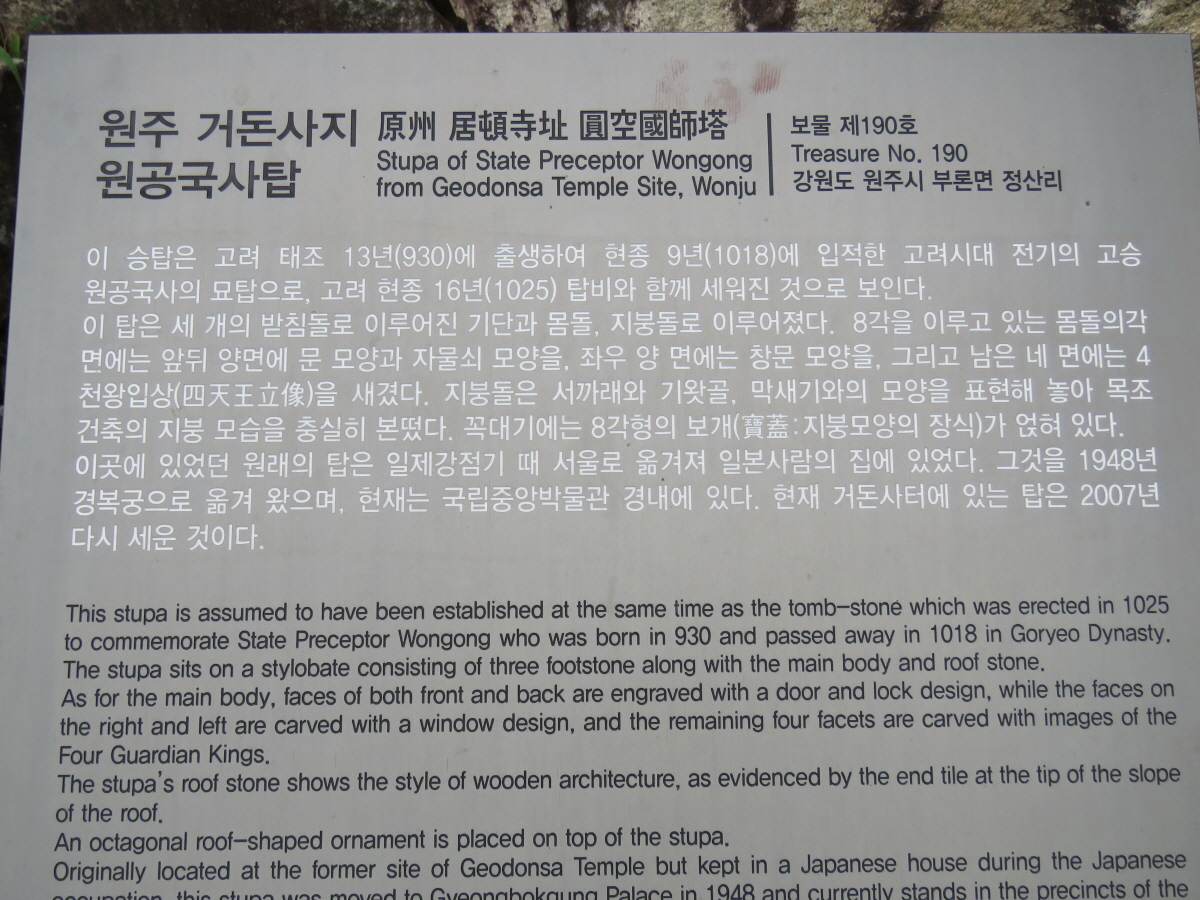 원주 거돈사지
원공국사탑
原州 居頓寺址 圓空國師塔
Stupa of State Preceptor Wongong
from Geodonsa Temple Site, Wonju
보물 제190호
Treasure No. 190
강원도 원주시 부론면 정산리
이 승탑은 고려 태조 13년(930)에 출생하여 현종 9년(1018)에 입적한 고려시대 전기의 고승
원공국사의 묘탑으로, 고려 현종 16년(1025) 탑비와 함께 세워진 것으로 보인다.
이 탑은 세 개의 받침돌로 이루어진 기단과 몸돌, 지붕돌로 이루어졌다. 8각을 이루고 있는 몸돌의각
면에는 앞뒤 양면에 문 모양과 자물쇠 모양을, 좌우 양 면에는 창문 모양을, 그리고 남은 네 면에는 4
천왕입상(四天王立像)을 새겼다. 지붕돌은 서까래와 기왓골, 막새기와의 모양을 표현해 놓아 목조
건축의 지붕 모습을 충실히 본떴다. 꼭대기에는 8각형의 보개(寶蓋:지붕모양의 장식)가 얹혀 있다.
이곳에 있었던 원래의 탑은 일제강점기 때 서울로 옮겨져 일본사람의 집에 있었다. 그것을 1948년
경복궁으로 옮겨 왔으며, 현재는 국립중앙박물관 경내에 있다. 현재 거돈사터에 있는 탑은 2007년
다시 세운 것이다.
This stupa is assumed to have been established at the same time as the tomb-stone which was erected in 1025
to commemorate State Preceptor Wongong who was born in 930 and passed away in 1018 in Goryeo Dynasty.
The stupa sits on a stylobate consisting of three footstone along with the main body and roof stone.
As for the main body, faces of both front and back are engraved with a door and lock design, while the faces on
the right and left are carved with a window design, and the remaining four facets are carved with images of the
Four Guardian Kings.
The stupa's roof stone shows the style of wooden architecture, as evidenced by the end tile at the tip of the slope
of the roof.
An octagonal roof-shaped ornament is placed on top of the stupa.
Originally located at the former site of Geodonsa Temple but kept in a Japanese house during the Japanese
occupation, this stupa was moved to Gyeongbokgung Palace in 1948 and currently stands in the precincts of the